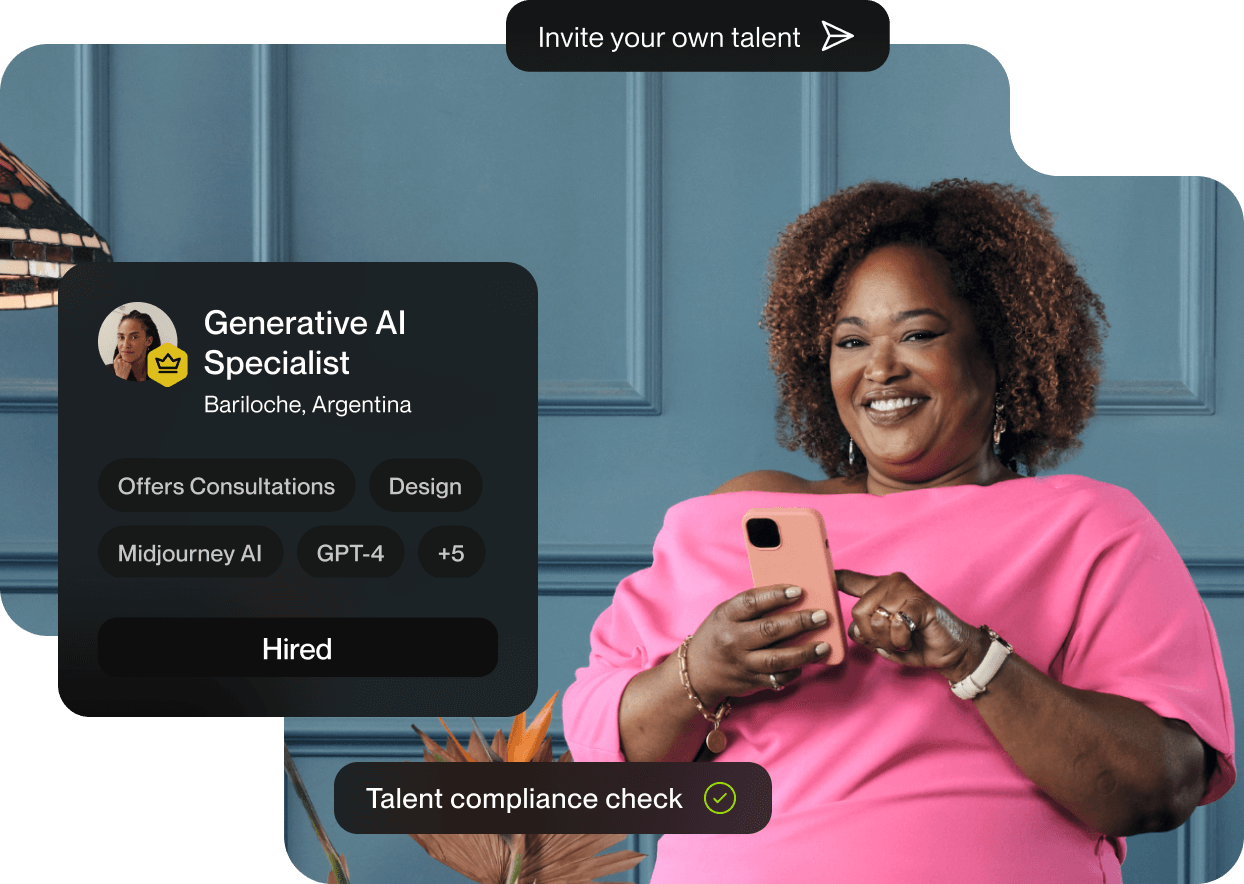 Invite your own talent
Generative AI
Specialist
Bariloche, Argentina
Offers Consultations
Design
Midjourney AI
GPT-4
+5
Hired
Talent compliance check